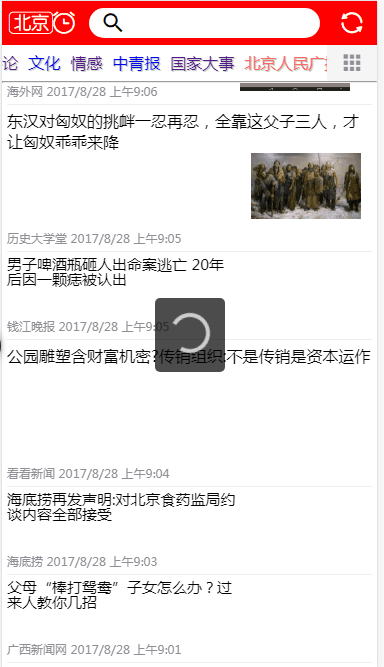 北京
论 文化 情感 中青报 国家大事 北京人民广播
海外网 2017/8/28 上午9:06
东汉对匈奴的挑衅一忍再忍，全靠这父子三人，才
让匈奴乖乖来降
历史大学堂 2017/8/28 上午9:05
男子啤酒瓶砸人出命案逃亡 20年
后因一颗痣被认出
钱江晚报 2017/8/28 上午9:05
公园雕塑含财富机密?传销组织:不是传销是资本运作
看看新闻 2017/8/28 上午9:04
海底捞再发声明:对北京食药监局约
谈内容全部接受
海底捞 2017/8/28 上午9:03
父母“棒打鸳鸯”子女怎么办？过
来人教你几招
广西新闻网 2017/8/28 上午9:01